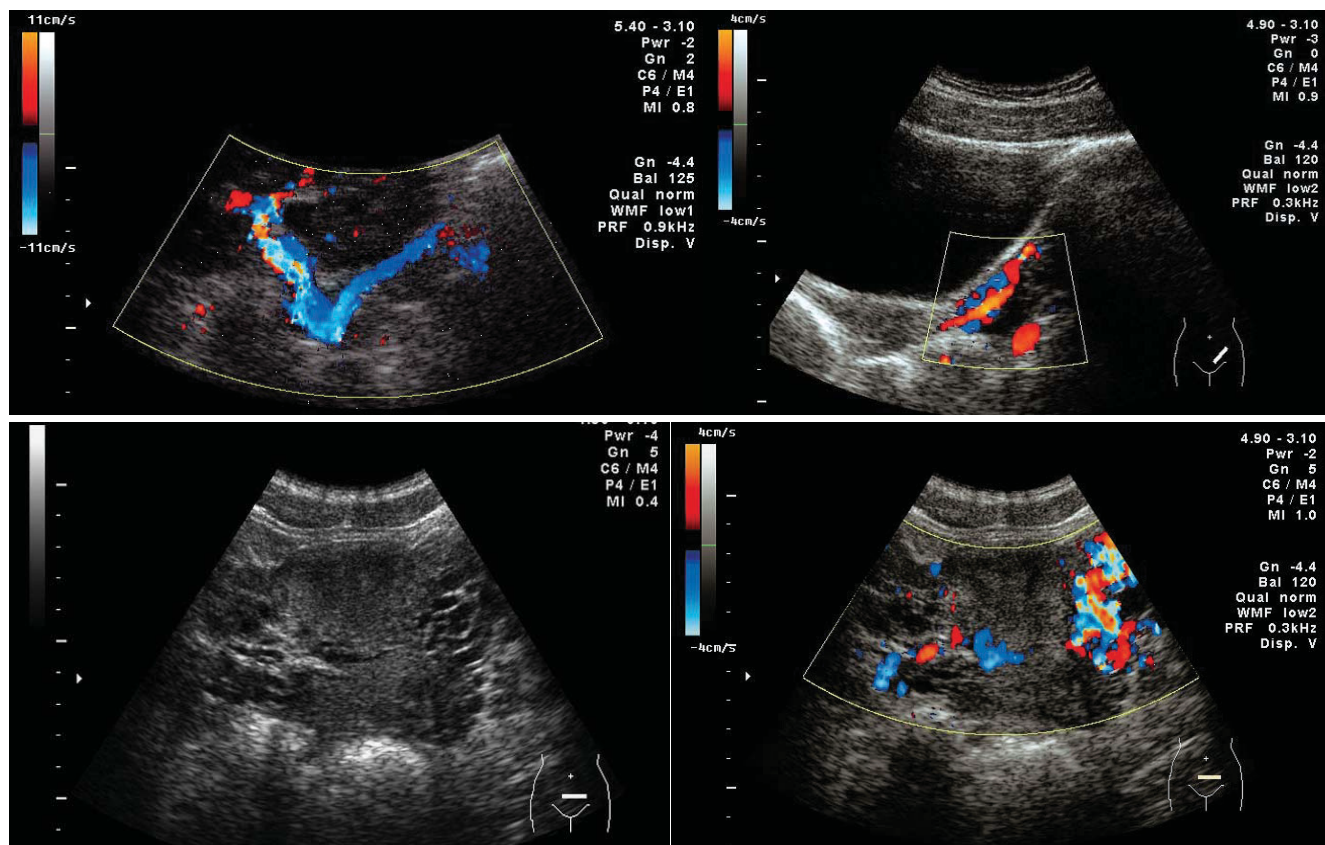 11cm/s
-11cm/s
5.40 - 3.10
Pwr -2
Gn 2
C6 / M4
P4 / E1
MI 0.8
Gn -4.4
Bal 125
Qual norm
WMF low1
PRF 0.9kHz
Disp. V
4cm/s
-4cm/s
4.90 - 3.10
Pwr -3
Gn 0
C6 / M4
P4 / E1
MI 0.9
Gn -4.4
Bal 120
Qual norm
WMF low2
PRF 0.3kHz
Disp. V
Pwr -4
Gn 5
C6 / M4
P4 / E1
MI 0.4
4cm/s
-4cm/s
4.90 - 3.10
Pwr -2
Gn 5
C6 / M4
P4 / E1
MI 1.0
Gn -4.4
Bal 120
Qual norm
WMF low2
PRF 0.3kHz
Disp. V